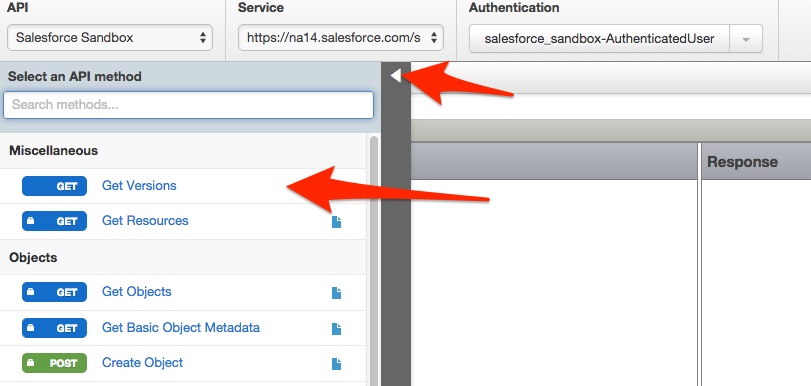 API
Service
Authentication
Salesforce Sandbox
https://na14.salesforce.com/s
salesforce_sandbox-AuthenticatedUser
Select an API method
Search methods...
Miscellaneous
GET Get Versions
GET Get Resources
Objects
GET Get Objects
GET Get Basic Object Metadata
POST Create Object
Response